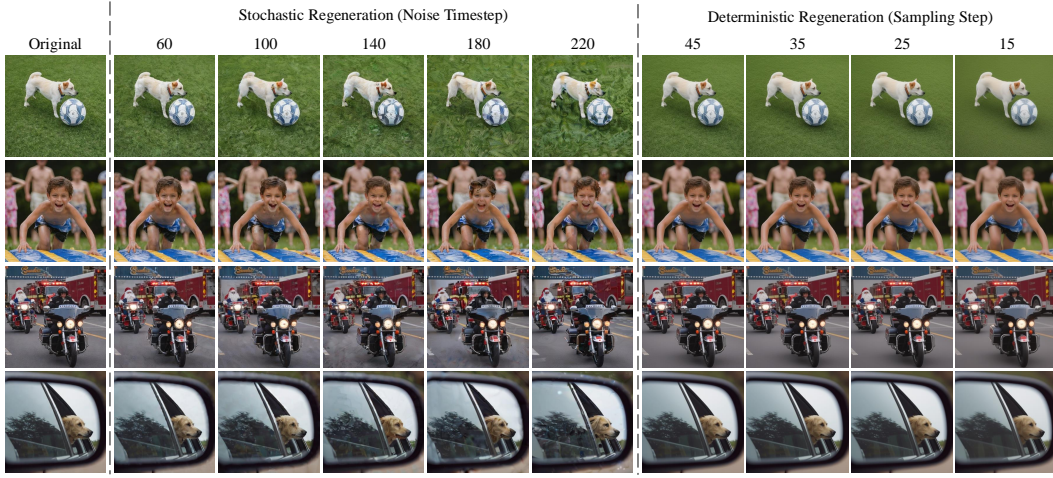 Stochastic Regeneration (Noise Timestep)
Deterministic Regeneration (Sampling Step)
Original 60 100 140 180 220 45 35 25 15